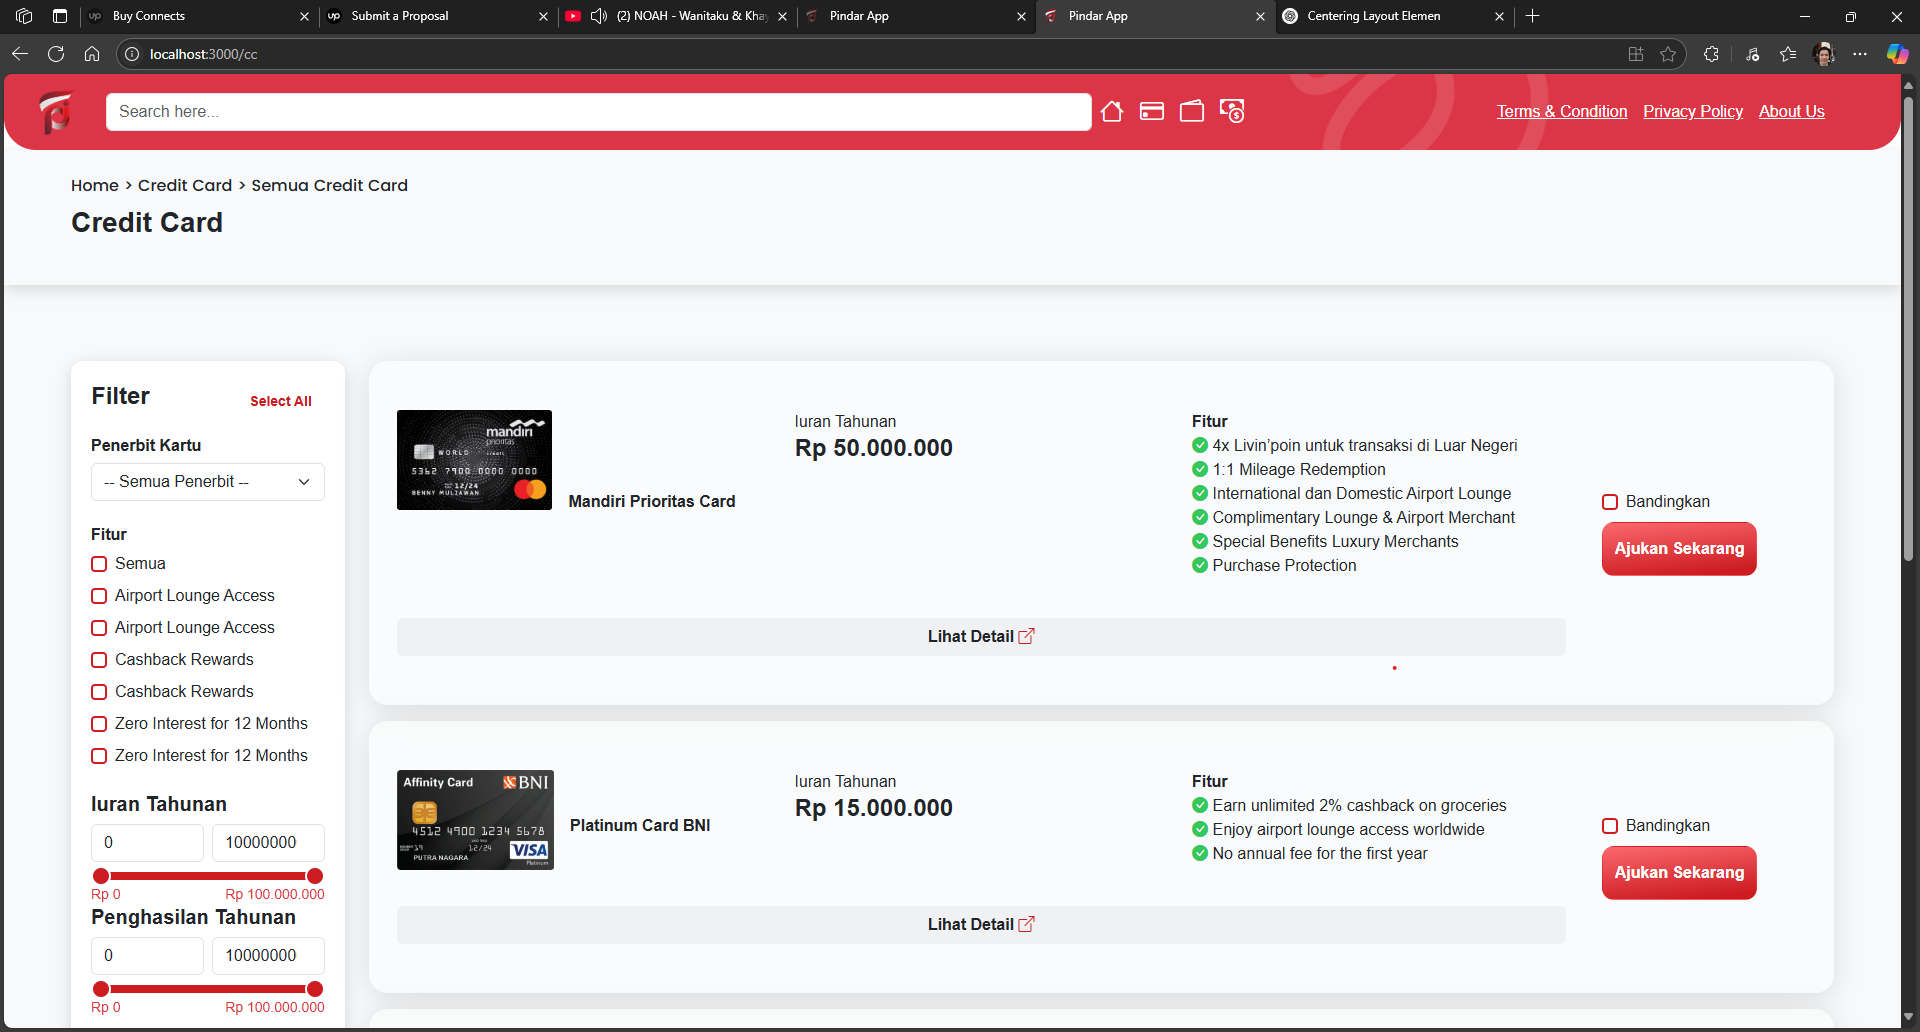 Buy Connects
Submit a Proposal
(2) NOAH - Wanitaku & Kha
Pindar App
Pindar App
Centering Layout Elemen
localhost:3000/cc
Search here...
Terms & Condition
Privacy Policy
About Us
Home > Credit Card > Semua Credit Card
Credit Card
Filter
Select All
Penerbit Kartu
-- Semua Penerbit --
Fitur
Semua
Airport Lounge Access
Airport Lounge Access
Cashback Rewards
Cashback Rewards
Zero Interest for 12 Months
Zero Interest for 12 Months
Iuran Tahunan
0
10000000
Rp 0
Rp 100.000.000
Penghasilan Tahunan
0
10000000
Rp 0
Rp 100.000.000
mandiri
prioritas
WORLD
5362 7900 0000 0000
12/24
BENNY MULIAWAN
Mandiri Prioritas Card
Iuran Tahunan
Rp 50.000.000
Fitur
4x Livin’poin untuk transaksi di Luar Negeri
1:1 Mileage Redemption
International dan Domestic Airport Lounge
Complimentary Lounge & Airport Merchant
Special Benefits Luxury Merchants
Purchase Protection
Bandingkan
Ajukan Sekarang
Lihat Detail
Affinity Card
BNI
4512 4900 1234 5678
12/24
PUTRA NAGARA
VISA
Platinum
Platinum Card BNI
Iuran Tahunan
Rp 15.000.000
Fitur
Earn unlimited 2% cashback on groceries
Enjoy airport lounge access worldwide
No annual fee for the first year
Bandingkan
Ajukan Sekarang
Lihat Detail